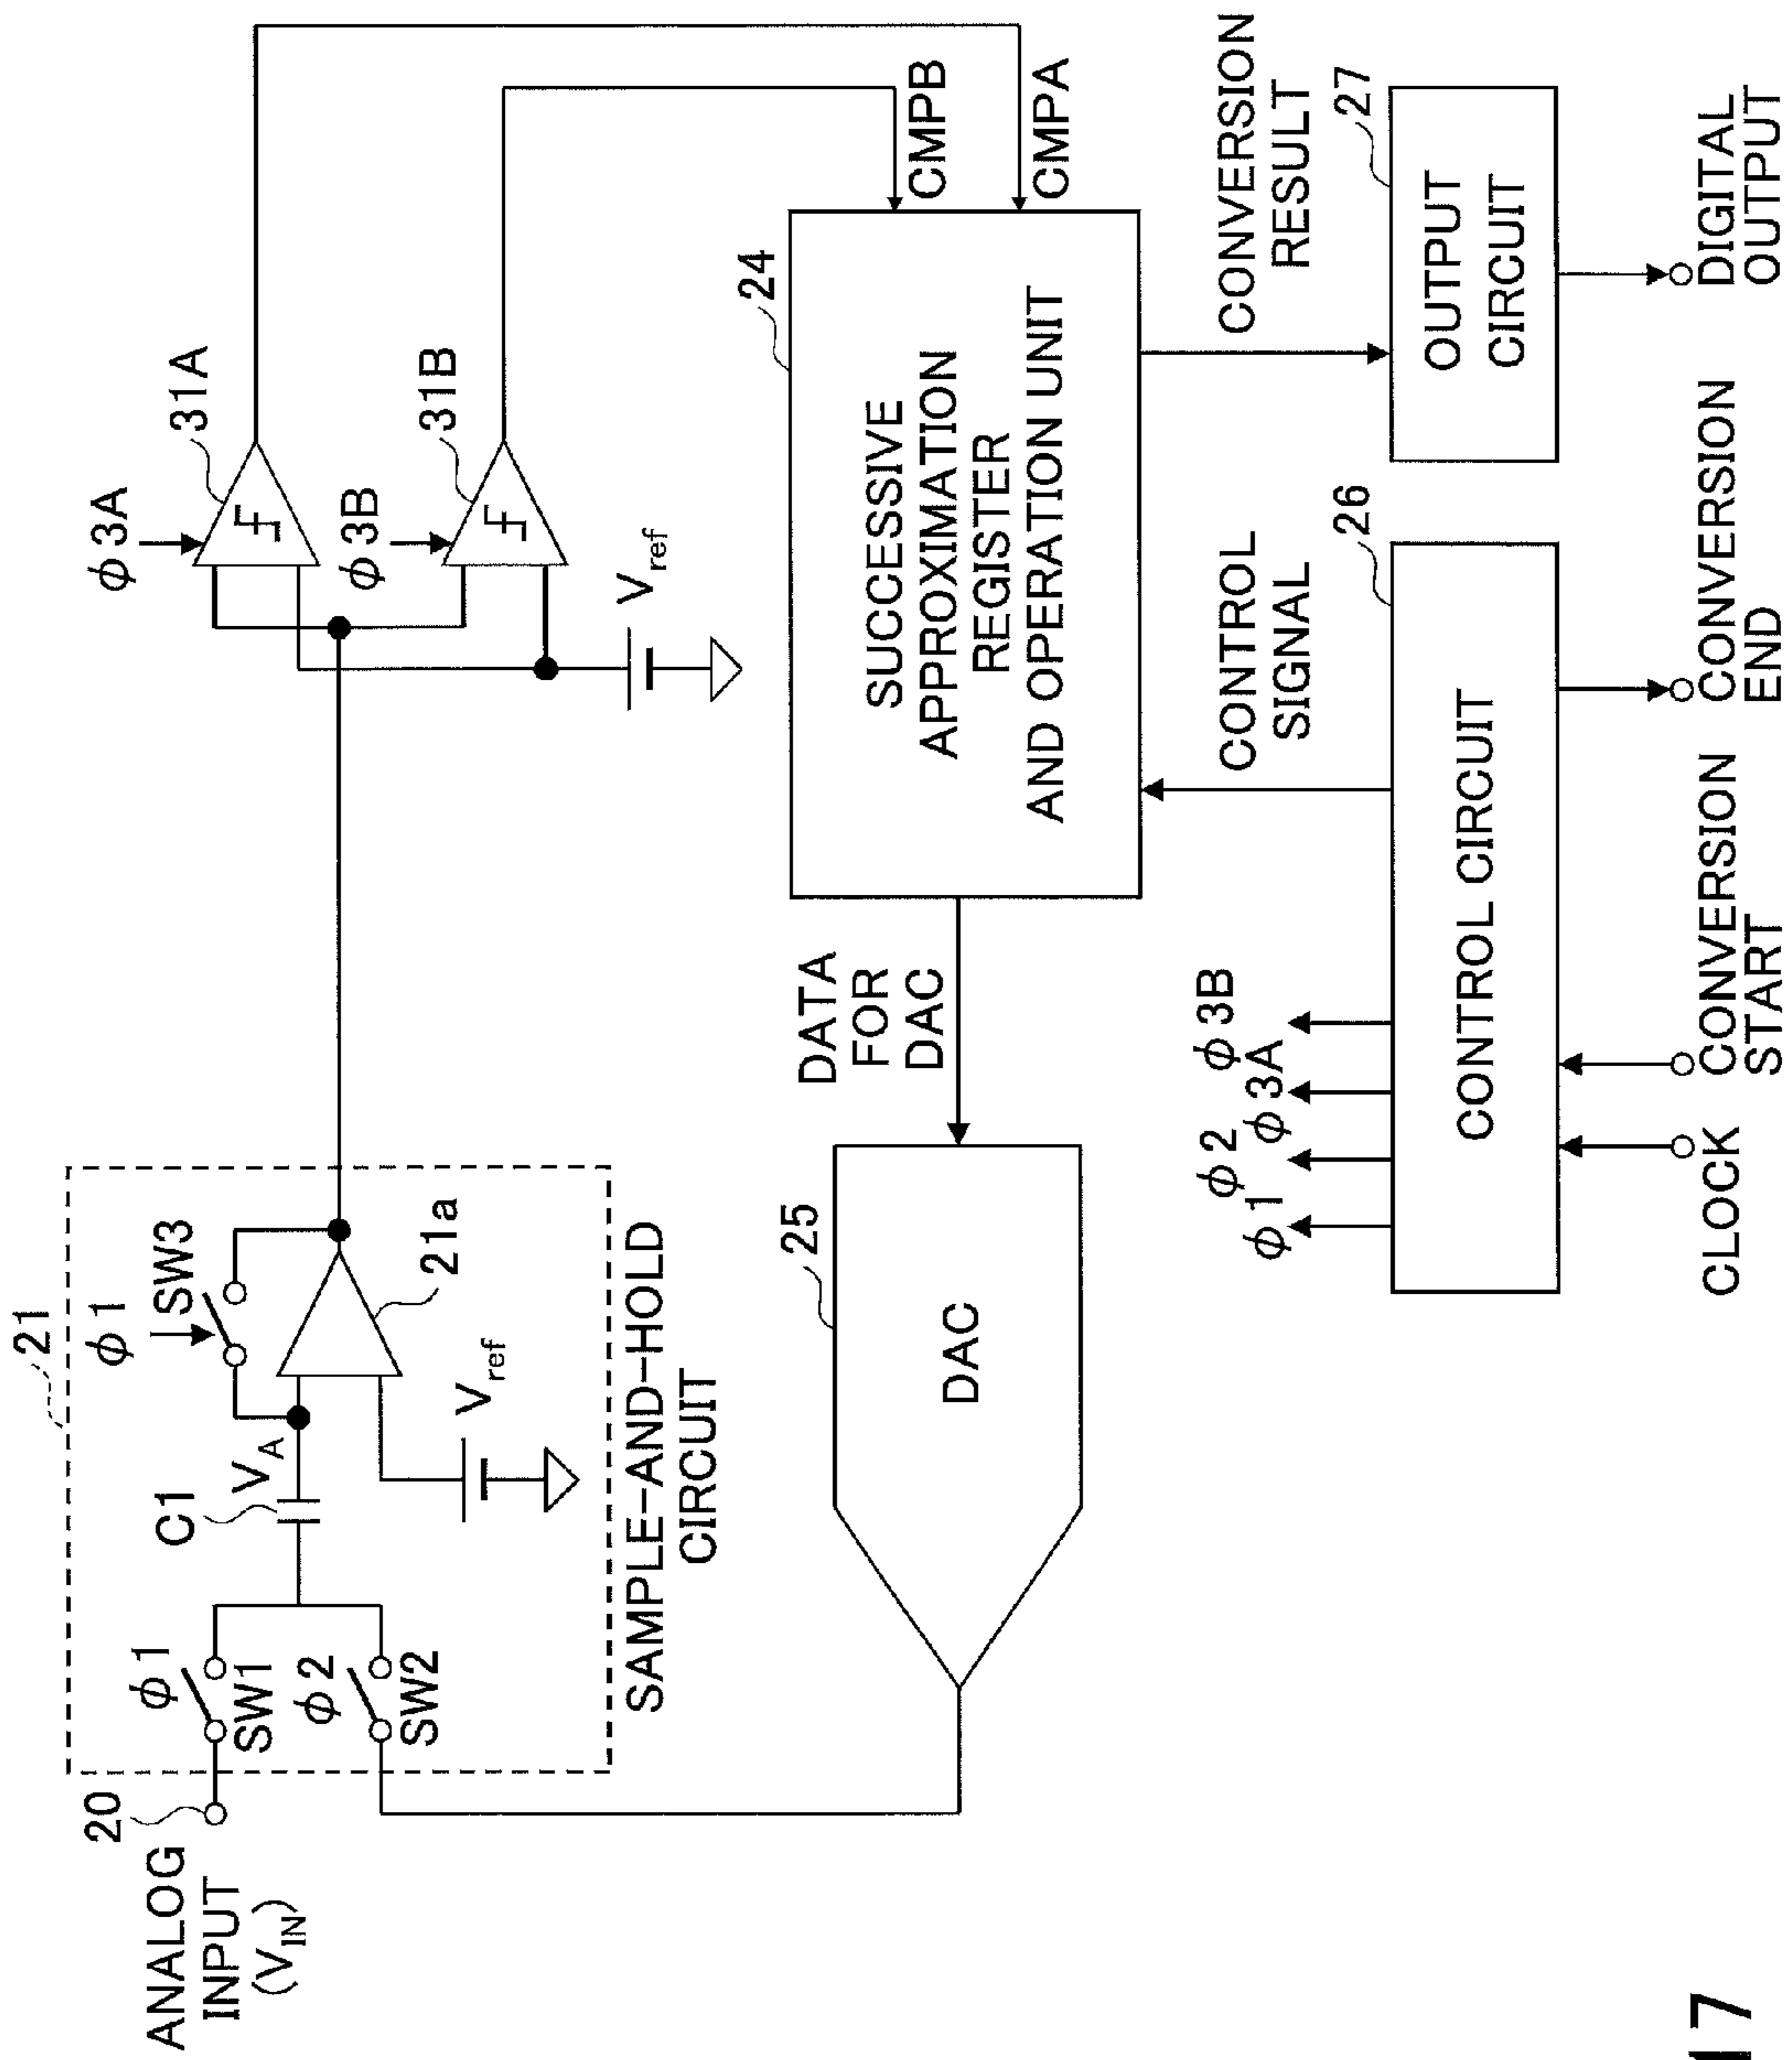 21
φ1
SW3
20
ANALOG
INPUT
(VIN)
φ1
SW1
φ2
SW2
C1
VA
21a
Vref
SAMPLE-AND-HOLD
CIRCUIT
φ3A
31A
φ3B
31B
Vref
CMPB
CMPA
24
SUCCESSIVE
APPROXIMATION
REGISTER
AND OPERATION UNIT
25
DAC
DATA
FOR
DAC
φ1
φ2
φ3A
φ3B
CONTROL
SIGNAL
CONVERSION
RESULT
26
CONTROL CIRCUIT
27
OUTPUT
CIRCUIT
CLOCK
CONVERSION
START
CONVERSION
END
DIGITAL
OUTPUT
17